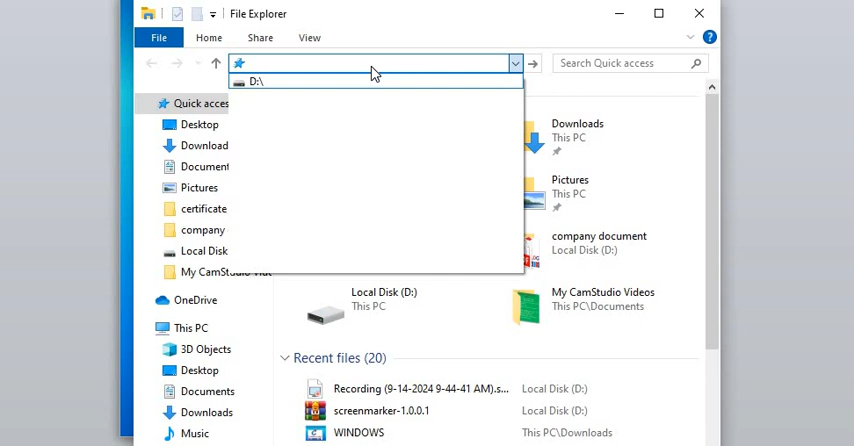 File Explorer
File
Home
Share
View
Search Quick access
D:\
Quick acces
Desktop
Download
Document
Pictures
certificate
company
Local Disk
My CamStudio
OneDrive
This PC
3D Objects
Desktop
Documents
Downloads
Music
Downloads
This PC
Pictures
This PC
company document
Local Disk (D:)
Local Disk (D:)
This PC
My CamStudio Videos
This PC\Documents
Recent files (20)
Recording (9-14-2024 9-44-41 AM).s...
Local Disk (D:)
screenmarker-1.0.0.1
Local Disk (D:)
WINDOWS
This PC\Downloads